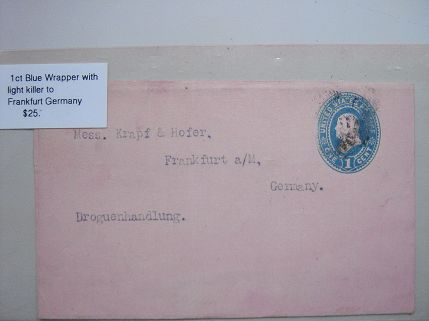 1ct Blue Wrapper with
light killer to
Frankfurt Germany
$25.
UNITED STATES
ONE 1 CENT
Mess. Krapf & Hofer,
Frankfurt a/M,
Germany.
Droguenhandlung.